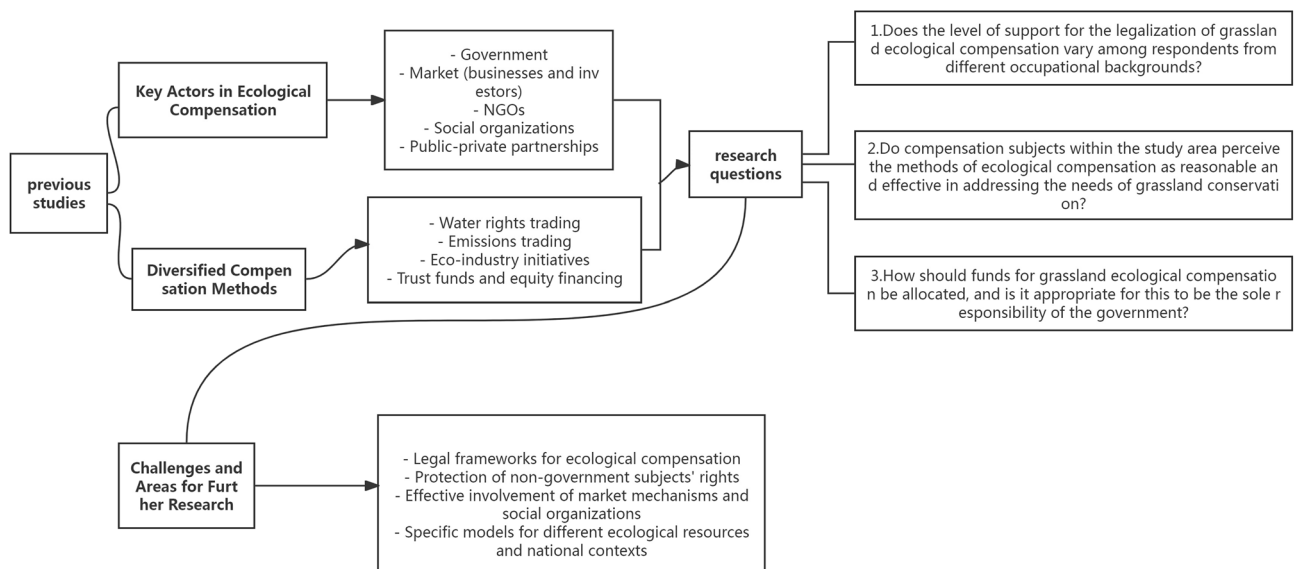 previous
studies
Key Actors in Ecological
Compensation
- Government
- Market (businesses and inv
estors)
- NGOs
- Social organizations
- Public-private partnerships
Diversified Compen
sation Methods
- Water rights trading
- Emissions trading
- Eco-industry initiatives
- Trust funds and equity financing
research
questions
1.Does the level of support for the legalization of grasslan
d ecological compensation vary among respondents from
different occupational backgrounds?
2.Do compensation subjects within the study area perceive
the methods of ecological compensation as reasonable an
d effective in addressing the needs of grassland conservati
on?
3.How should funds for grassland ecological compensatio
n be allocated, and is it appropriate for this to be the sole r
esponsibility of the government?
Challenges and
Areas for Furt
her Research
- Legal frameworks for ecological compensation
- Protection of non-government subjects' rights
- Effective involvement of market mechanisms and
social organizations
- Specific models for different ecological resources
and national contexts